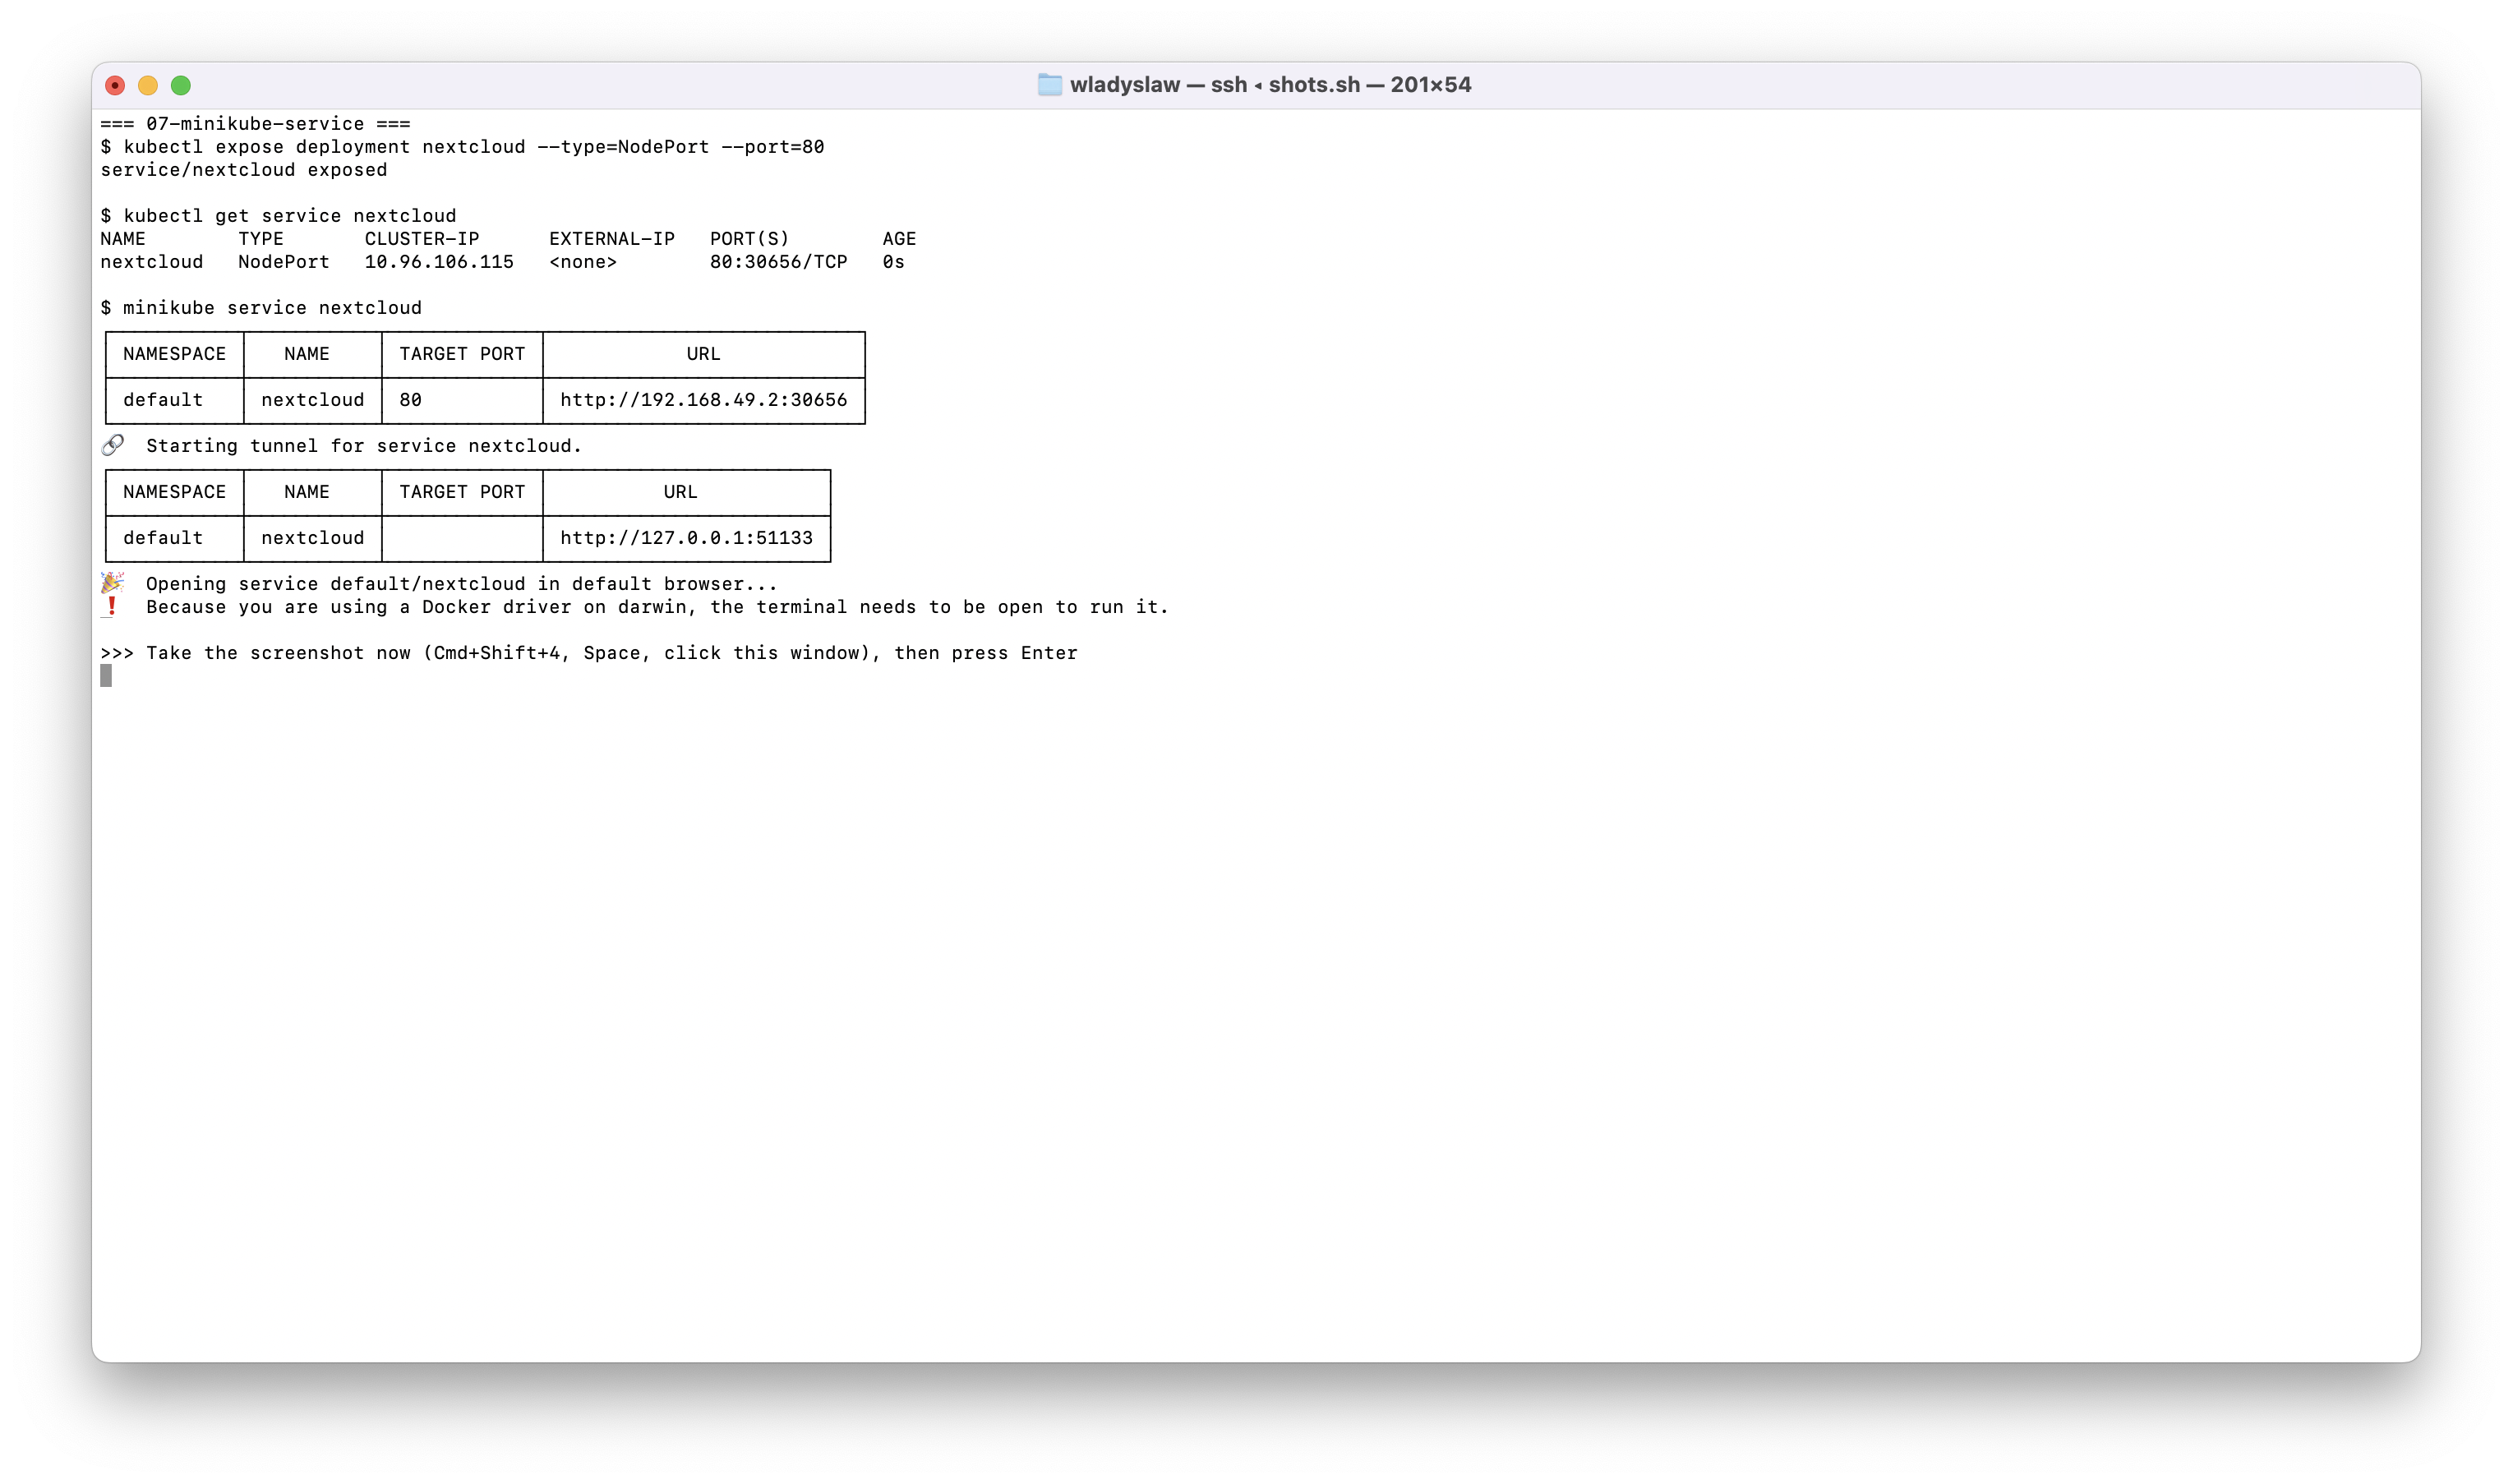 wladyslaw — ssh ◂ shots.sh — 201×54
=== 07-minikube-service ===
$ kubectl expose deployment nextcloud --type=NodePort --port=80
service/nextcloud exposed
$ kubectl get service nextcloud
NAME        TYPE       CLUSTER-IP      EXTERNAL-IP   PORT(S)        AGE
nextcloud   NodePort   10.96.106.115   <none>        80:30656/TCP   0s
$ minikube service nextcloud
NAMESPACE NAME TARGET PORT URL
default nextcloud 80 http://192.168.49.2:30656
🔗  Starting tunnel for service nextcloud.
NAMESPACE NAME TARGET PORT URL
default nextcloud http://127.0.0.1:51133
🎉  Opening service default/nextcloud in default browser...
❗  Because you are using a Docker driver on darwin, the terminal needs to be open to run it.
>>> Take the screenshot now (Cmd+Shift+4, Space, click this window), then press Enter